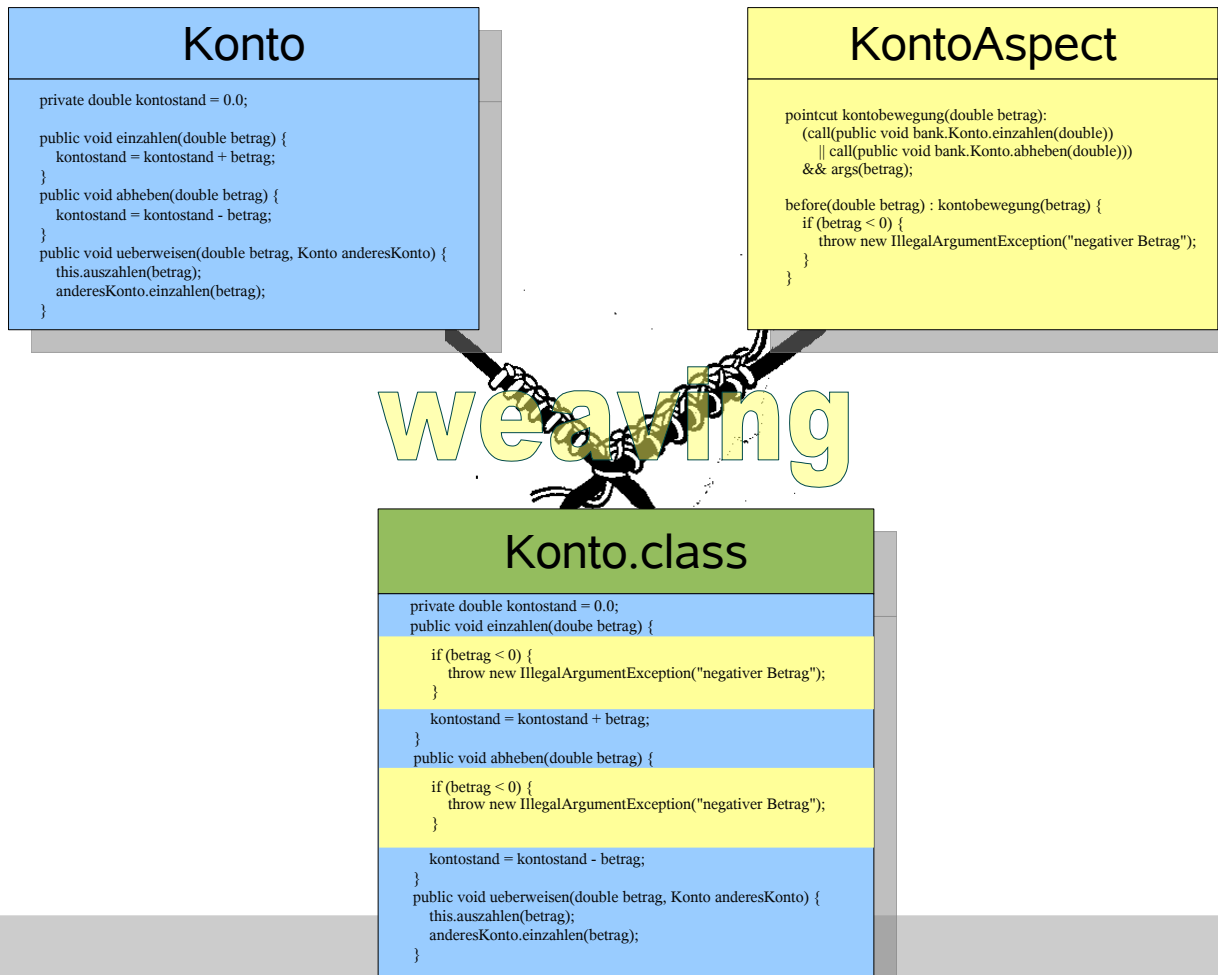 Konto
private double kontostand = 0.0;
public void einzahlen(double betrag) {
kontostand = kontostand + betrag;
}
public void abheben(double betrag) {
kontostand = kontostand - betrag;
}
public void ueberweisen(double betrag, Konto anderesKonto) {
this.auszahlen(betrag);
anderesKonto.einzahlen(betrag);
}
KontoAspect
pointcut kontobewegung(double betrag):
(call(public void bank.Konto.einzahlen(double))
|| call(public void bank.Konto.abheben(double)))
&& args(betrag);
before(double betrag) : kontobewegung(betrag) {
if (betrag < 0) {
throw new IllegalArgumentException("negativer Betrag");
}
}
weaving
Konto.class
private double kontostand = 0.0;
public void einzahlen(doube betrag) {
if (betrag < 0) {
throw new IllegalArgumentException("negativer Betrag");
}
kontostand = kontostand + betrag;
}
public void abheben(double betrag) {
if (betrag < 0) {
throw new IllegalArgumentException("negativer Betrag");
}
kontostand = kontostand - betrag;
}
public void ueberweisen(double betrag, Konto anderesKonto) {
this.auszahlen(betrag);
anderesKonto.einzahlen(betrag);
}